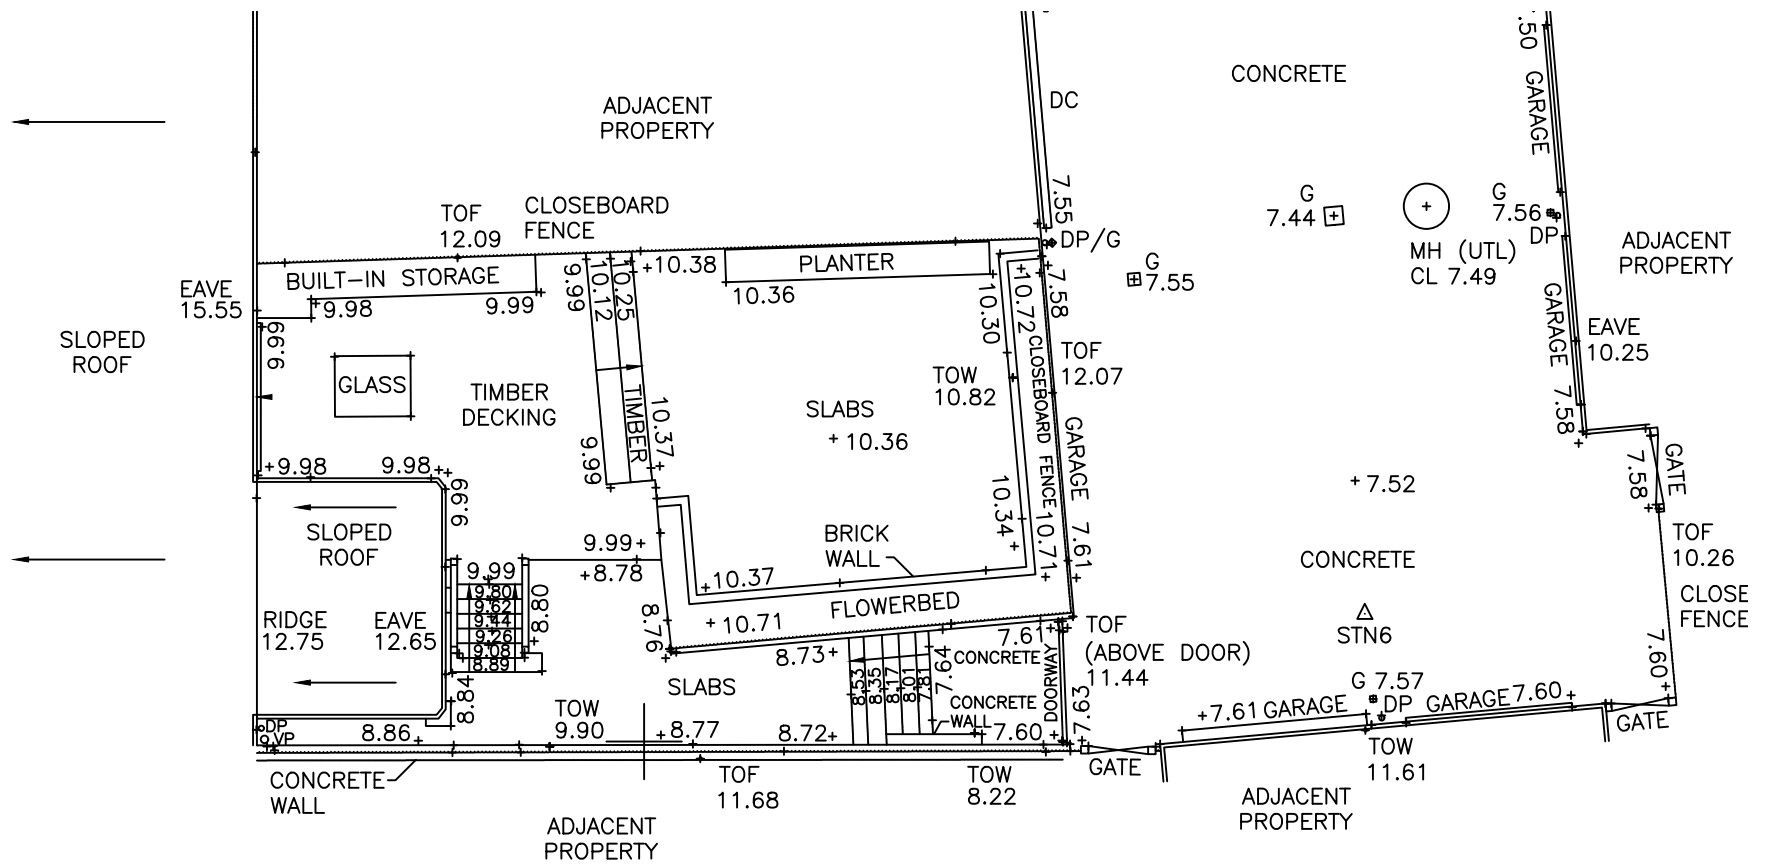 .50
CONCRETE
GARAGE
DC
ADJACENT
PROPERTY
7.55
G
7.44
G
7.56
DP
MH (UTL)
CL 7.49
ADJACENT
PROPERTY
TOF
12.09
CLOSEBOARD
FENCE
DP/G
G
7.55
BUILT-IN STORAGE
9.98
9.99
9.99
10.12
10.25
10.38
PLANTER
10.36
10.30
10.72
7.58
EAVE
15.55
SLOPED
ROOF
9.99
GLASS
TIMBER
DECKING
TIMBER
10.37
9.99
SLABS
10.36
TOW
10.82
CLOSEBOARD FENCE
TOF
12.07
GARAGE
GARAGE
EAVE
10.25
7.58
9.98
9.98
9.99
SLOPED
ROOF
10.34
10.71
7.61
7.52
7.58
GATE
TOF
10.26
CLOSE
FENCE
BRICK
WALL
CONCRETE
9.99
8.78
10.37
9.99
9.80
9.62
9.44
9.26
9.08
8.89
8.80
8.76
10.71
FLOWERBED
RIDGE
12.75
EAVE
12.65
STN6
7.60
7.61
TOF
(ABOVE DOOR)
11.44
8.73
8.53
8.35
8.17
8.01
7.81
7.64
CONCRETE
CONCRETE
WALL
DOORWAY
7.63
SLABS
8.84
TOW
9.90
8.77
8.72
7.60
DP
VP
8.86
G 7.57
DP
7.61 GARAGE
GARAGE 7.60
GATE
TOW
11.61
GATE
CONCRETE
WALL
TOF
11.68
TOW
8.22
ADJACENT
PROPERTY
ADJACENT
PROPERTY